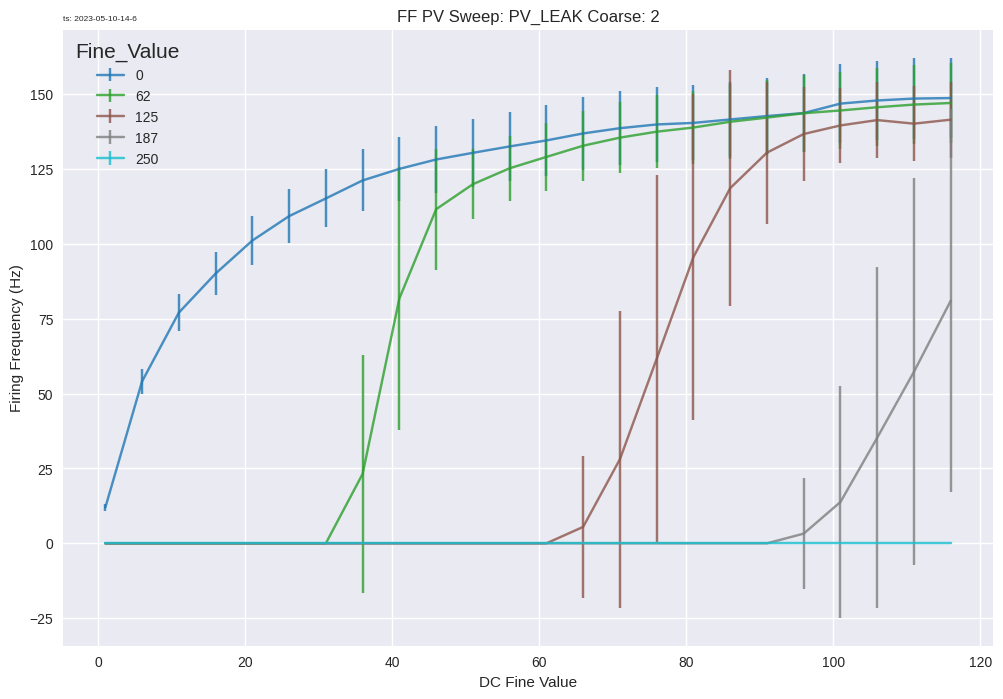 ts: 2023-05-10-14-6
FF PV Sweep: PV_LEAK Coarse: 2
Fine_Value
0
62
125
187
250
Firing Frequency (Hz)
150
125
100
75
50
25
0
−25
0 20 40 60 80 100 120
DC Fine Value